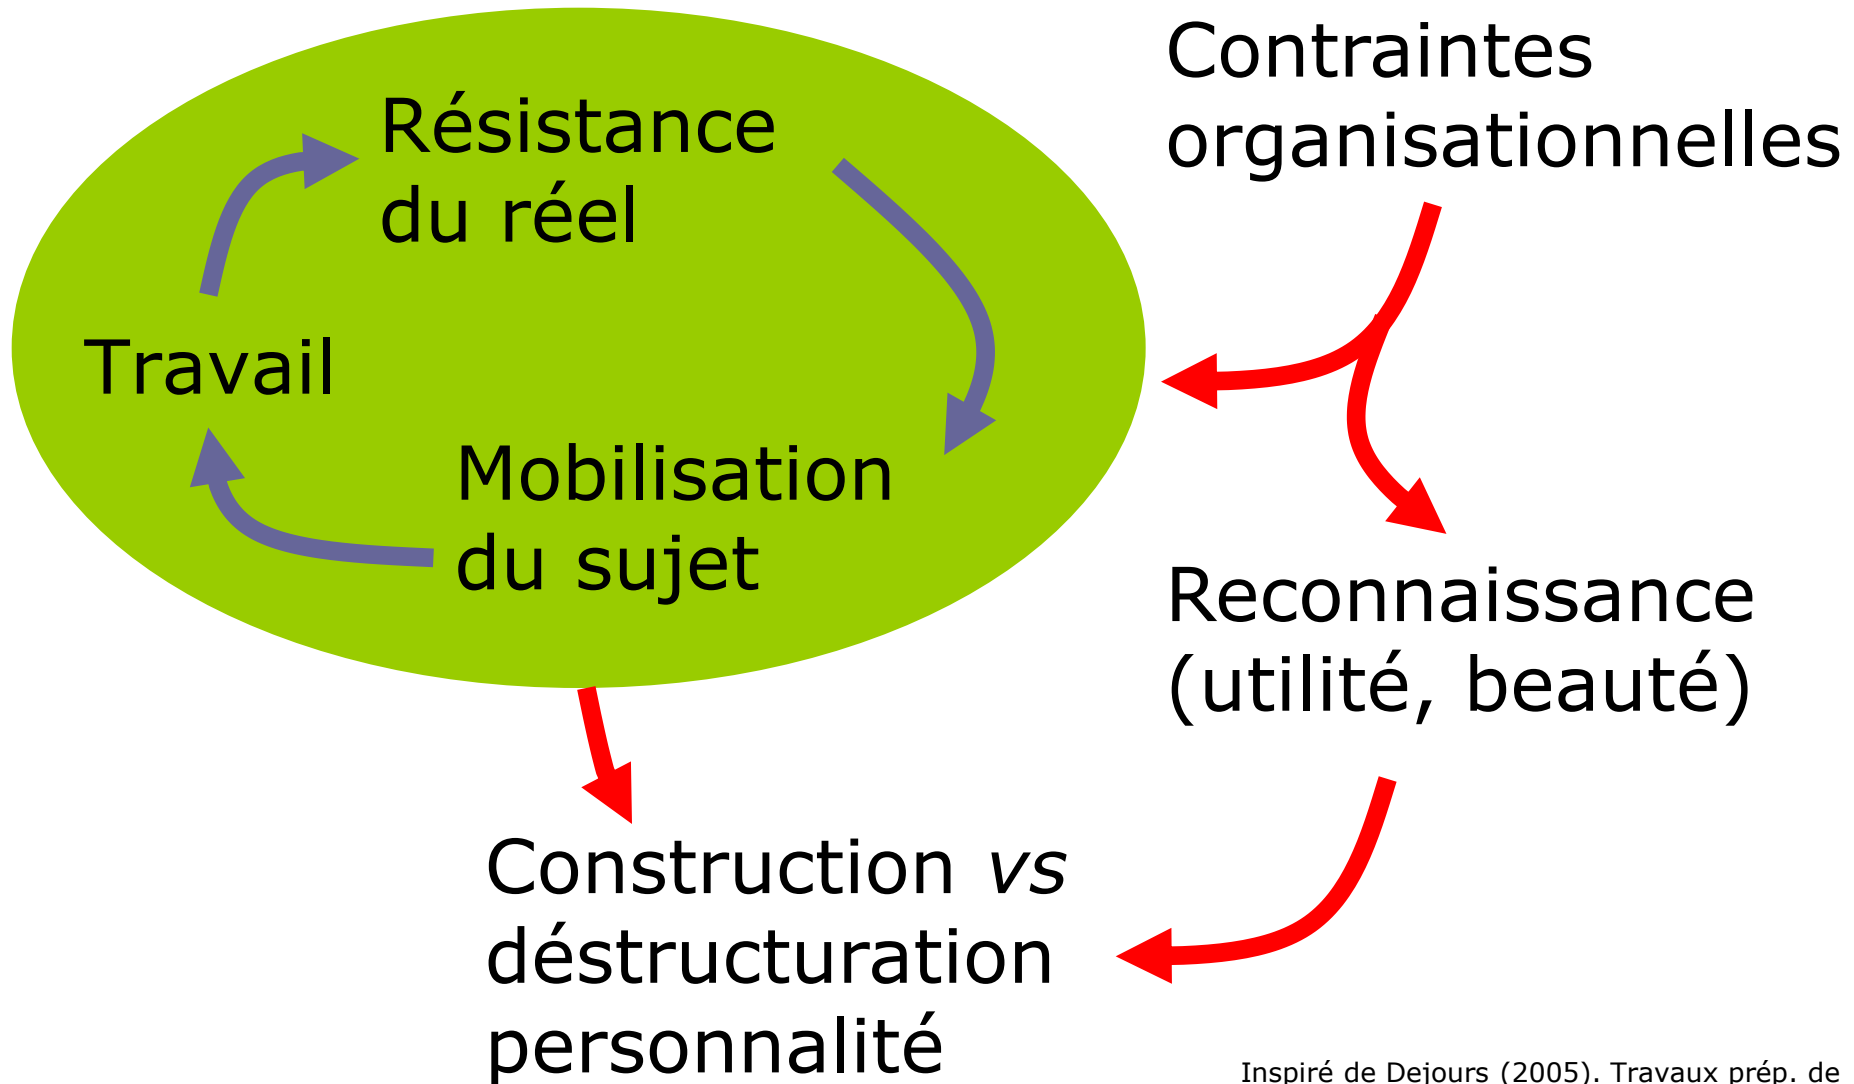 Contraintes
organisationnelles
Résistance
du réel
Travail
Mobilisation
du sujet
Reconnaissance
(utilité, beauté)
Construction vs
déstructuration
personnalité
Inspiré de Dejours (2005). Travaux prép. de